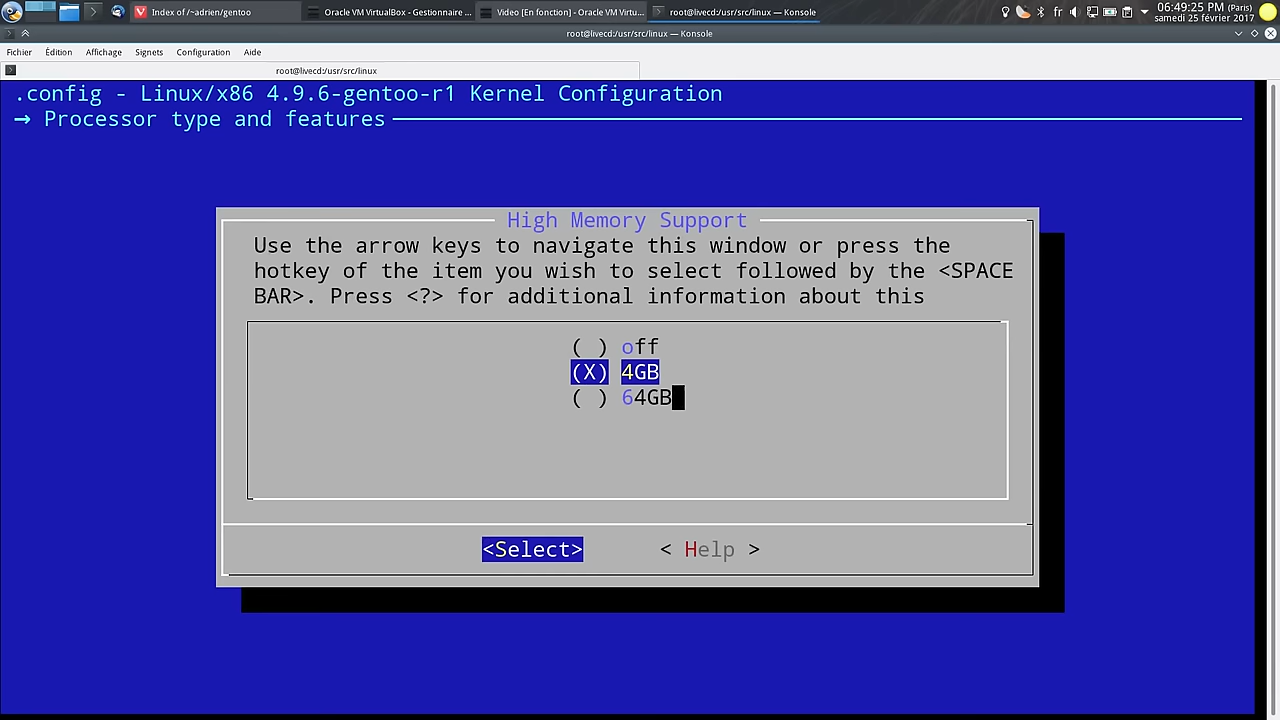 Index of /~adrien/gentoo
Oracle VM VirtualBox - Gestionnaire ...
Video [En fonction] - Oracle VM Virtu...
root@livecd:/usr/src/linux — Konsole
fr
06:49:25 PM (Paris)
samedi 25 février 2017
root@livecd:/usr/src/linux — Konsole
Fichier Édition Affichage Signets Configuration Aide
root@livecd:/usr/src/linux
.config - Linux/x86 4.9.6-gentoo-r1 Kernel Configuration
→ Processor type and features
High Memory Support
Use the arrow keys to navigate this window or press the
hotkey of the item you wish to select followed by the <SPACE
BAR>. Press <?> for additional information about this
( ) off
(X) 4GB
( ) 64GB
<Select> < Help >